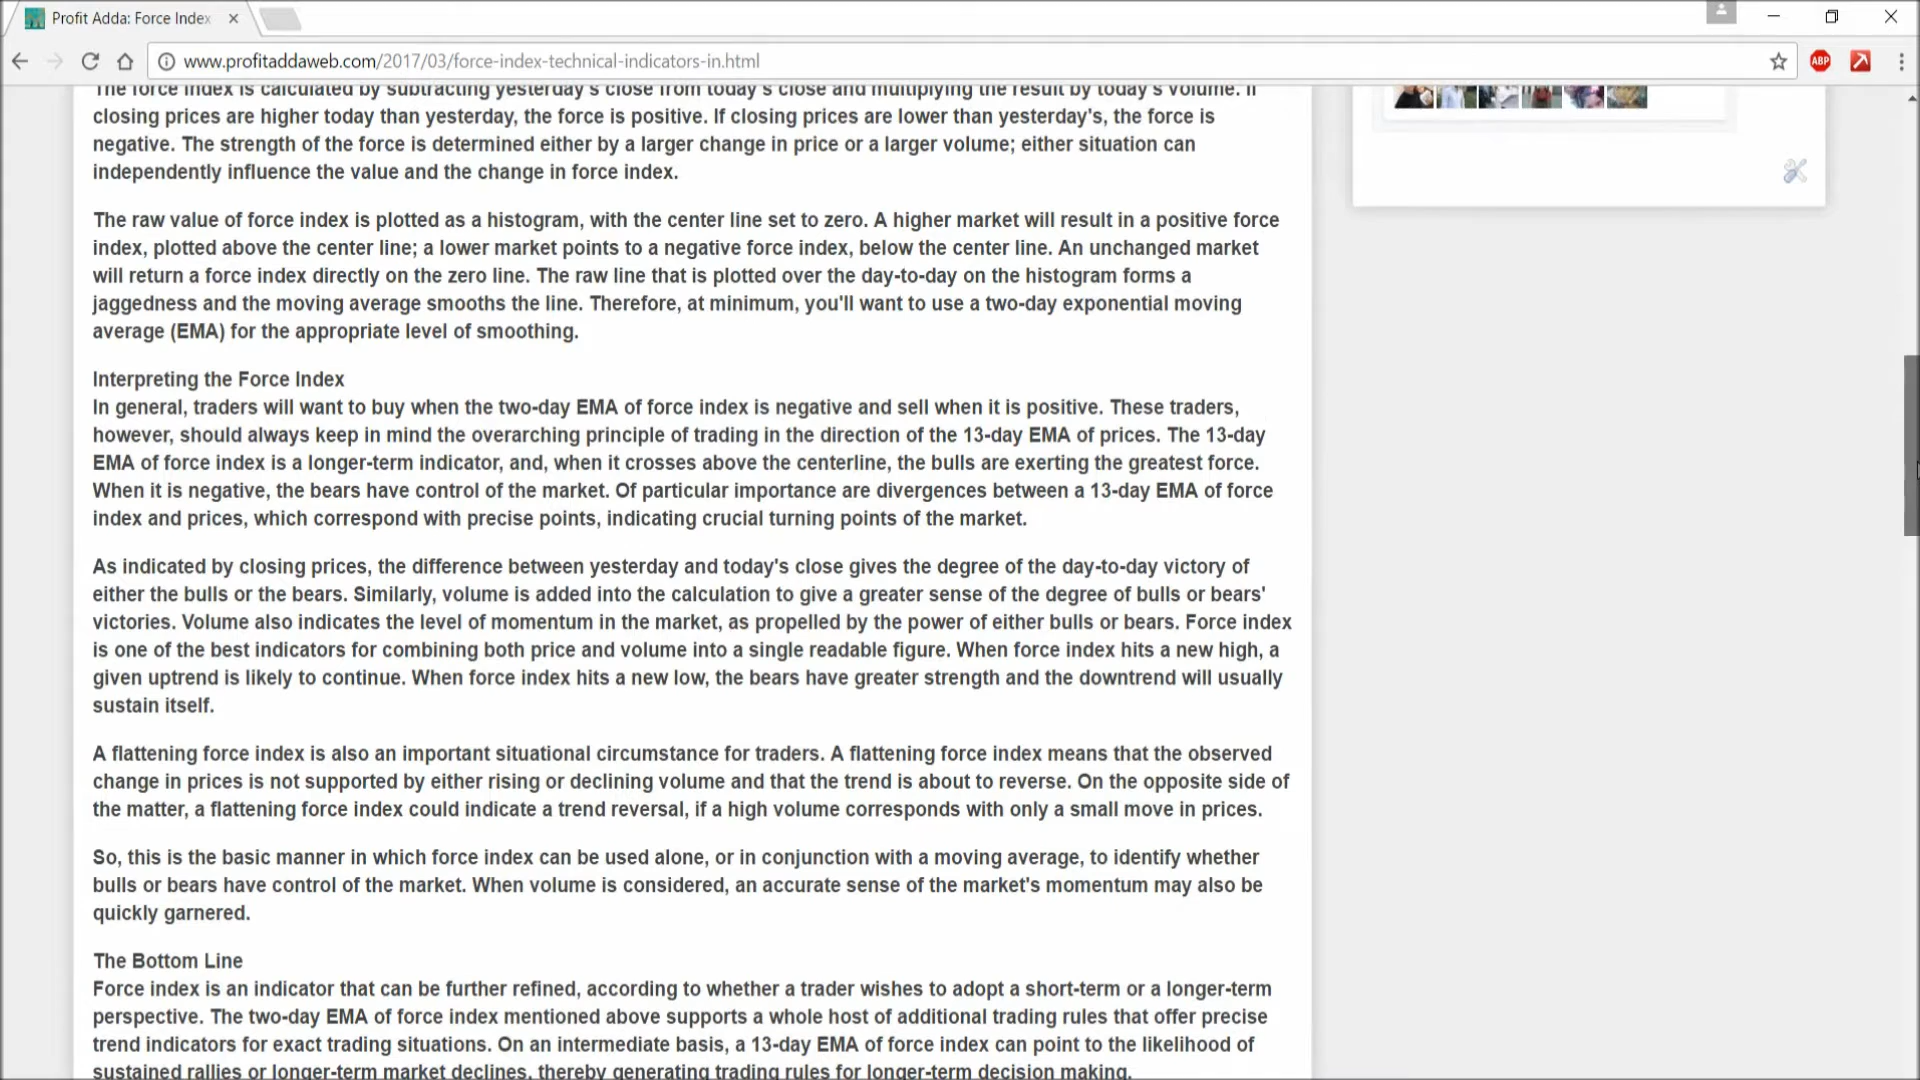 Profit Adda: Force Index
www.profitaddaweb.com/2017/03/force-index-technical-indicators-in.html
ABP
The force index is calculated by subtracting yesterday's close from today's close and multiplying the result by today's volume. If
closing prices are higher today than yesterday, the force is positive. If closing prices are lower than yesterday's, the force is
negative. The strength of the force is determined either by a larger change in price or a larger volume; either situation can
independently influence the value and the change in force index.
The raw value of force index is plotted as a histogram, with the center line set to zero. A higher market will result in a positive force
index, plotted above the center line; a lower market points to a negative force index, below the center line. An unchanged market
will return a force index directly on the zero line. The raw line that is plotted over the day-to-day on the histogram forms a
jaggedness and the moving average smooths the line. Therefore, at minimum, you'll want to use a two-day exponential moving
average (EMA) for the appropriate level of smoothing.
Interpreting the Force Index
In general, traders will want to buy when the two-day EMA of force index is negative and sell when it is positive. These traders,
however, should always keep in mind the overarching principle of trading in the direction of the 13-day EMA of prices. The 13-day
EMA of force index is a longer-term indicator, and, when it crosses above the centerline, the bulls are exerting the greatest force.
When it is negative, the bears have control of the market. Of particular importance are divergences between a 13-day EMA of force
index and prices, which correspond with precise points, indicating crucial turning points of the market.
As indicated by closing prices, the difference between yesterday and today's close gives the degree of the day-to-day victory of
either the bulls or the bears. Similarly, volume is added into the calculation to give a greater sense of the degree of bulls or bears'
victories. Volume also indicates the level of momentum in the market, as propelled by the power of either bulls or bears. Force index
is one of the best indicators for combining both price and volume into a single readable figure. When force index hits a new high, a
given uptrend is likely to continue. When force index hits a new low, the bears have greater strength and the downtrend will usually
sustain itself.
A flattening force index is also an important situational circumstance for traders. A flattening force index means that the observed
change in prices is not supported by either rising or declining volume and that the trend is about to reverse. On the opposite side of
the matter, a flattening force index could indicate a trend reversal, if a high volume corresponds with only a small move in prices.
So, this is the basic manner in which force index can be used alone, or in conjunction with a moving average, to identify whether
bulls or bears have control of the market. When volume is considered, an accurate sense of the market's momentum may also be
quickly garnered.
The Bottom Line
Force index is an indicator that can be further refined, according to whether a trader wishes to adopt a short-term or a longer-term
perspective. The two-day EMA of force index mentioned above supports a whole host of additional trading rules that offer precise
trend indicators for exact trading situations. On an intermediate basis, a 13-day EMA of force index can point to the likelihood of
sustained rallies or longer-term market declines, thereby generating trading rules for longer-term decision making.